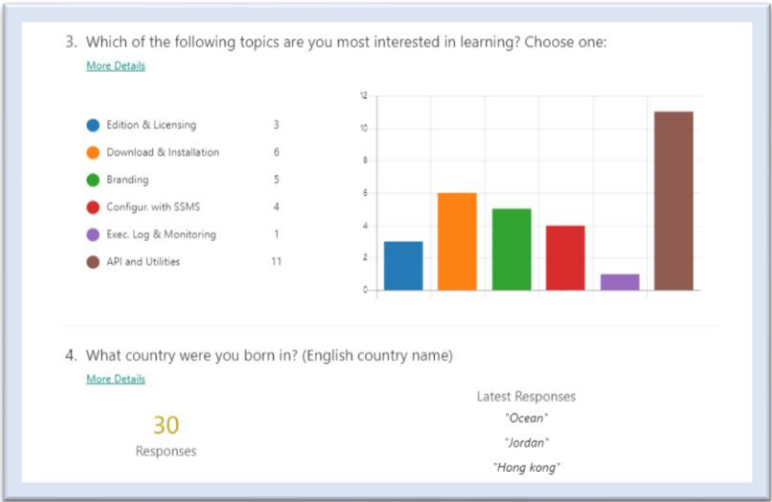 3. Which of the following topics are you most interested in learning? Choose one:
More Details
Edition & Licensing 3
Download & Installation 6
Branding 5
Configur. with SSMS 4
Exec. Log & Monitoring 1
API and Utilities 11
12
10
8
6
4
2
0
4. What country were you born in? (English country name)
More Details
30
Responses
Latest Responses
"Ocean"
"Jordan"
"Hong kong"